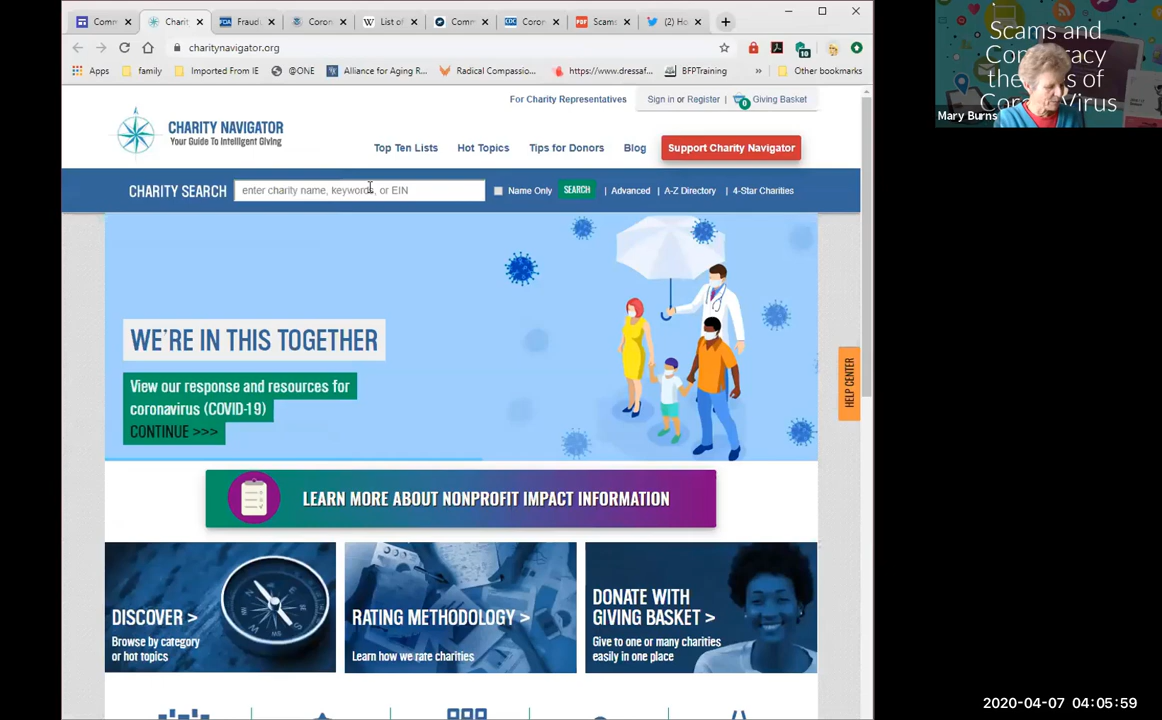 Comm
Charit
Fraud
Coron
List of
Comm
Coron
Scams
(2) Ho
charitynavigator.org
10
Apps
family
Imported From IE
@ONE
Alliance for Aging R...
Radical Compassio...
https://www.dressaf...
BFPTraining
»
Other bookmarks
For Charity Representatives
Sign in or Register |
0
Giving Basket
CHARITY NAVIGATOR
Your Guide To Intelligent Giving
Top Ten Lists
Hot Topics
Tips for Donors
Blog
Support Charity Navigator
CHARITY SEARCH
enter charity name, keywords, or EIN
Name Only
SEARCH
| Advanced
| A-Z Directory
| 4-Star Charities
WE'RE IN THIS TOGETHER
View our response and resources for
coronavirus (COVID-19)
CONTINUE >>>
HELP CENTER
LEARN MORE ABOUT NONPROFIT IMPACT INFORMATION
DISCOVER >
Browse by category
or hot topics
RATING METHODOLOGY >
Learn how we rate charities
DONATE WITH
GIVING BASKET >
Give to one or many charities
easily in one place
Scams and
the of
Mary Burns
2020-04-07 04:05:59